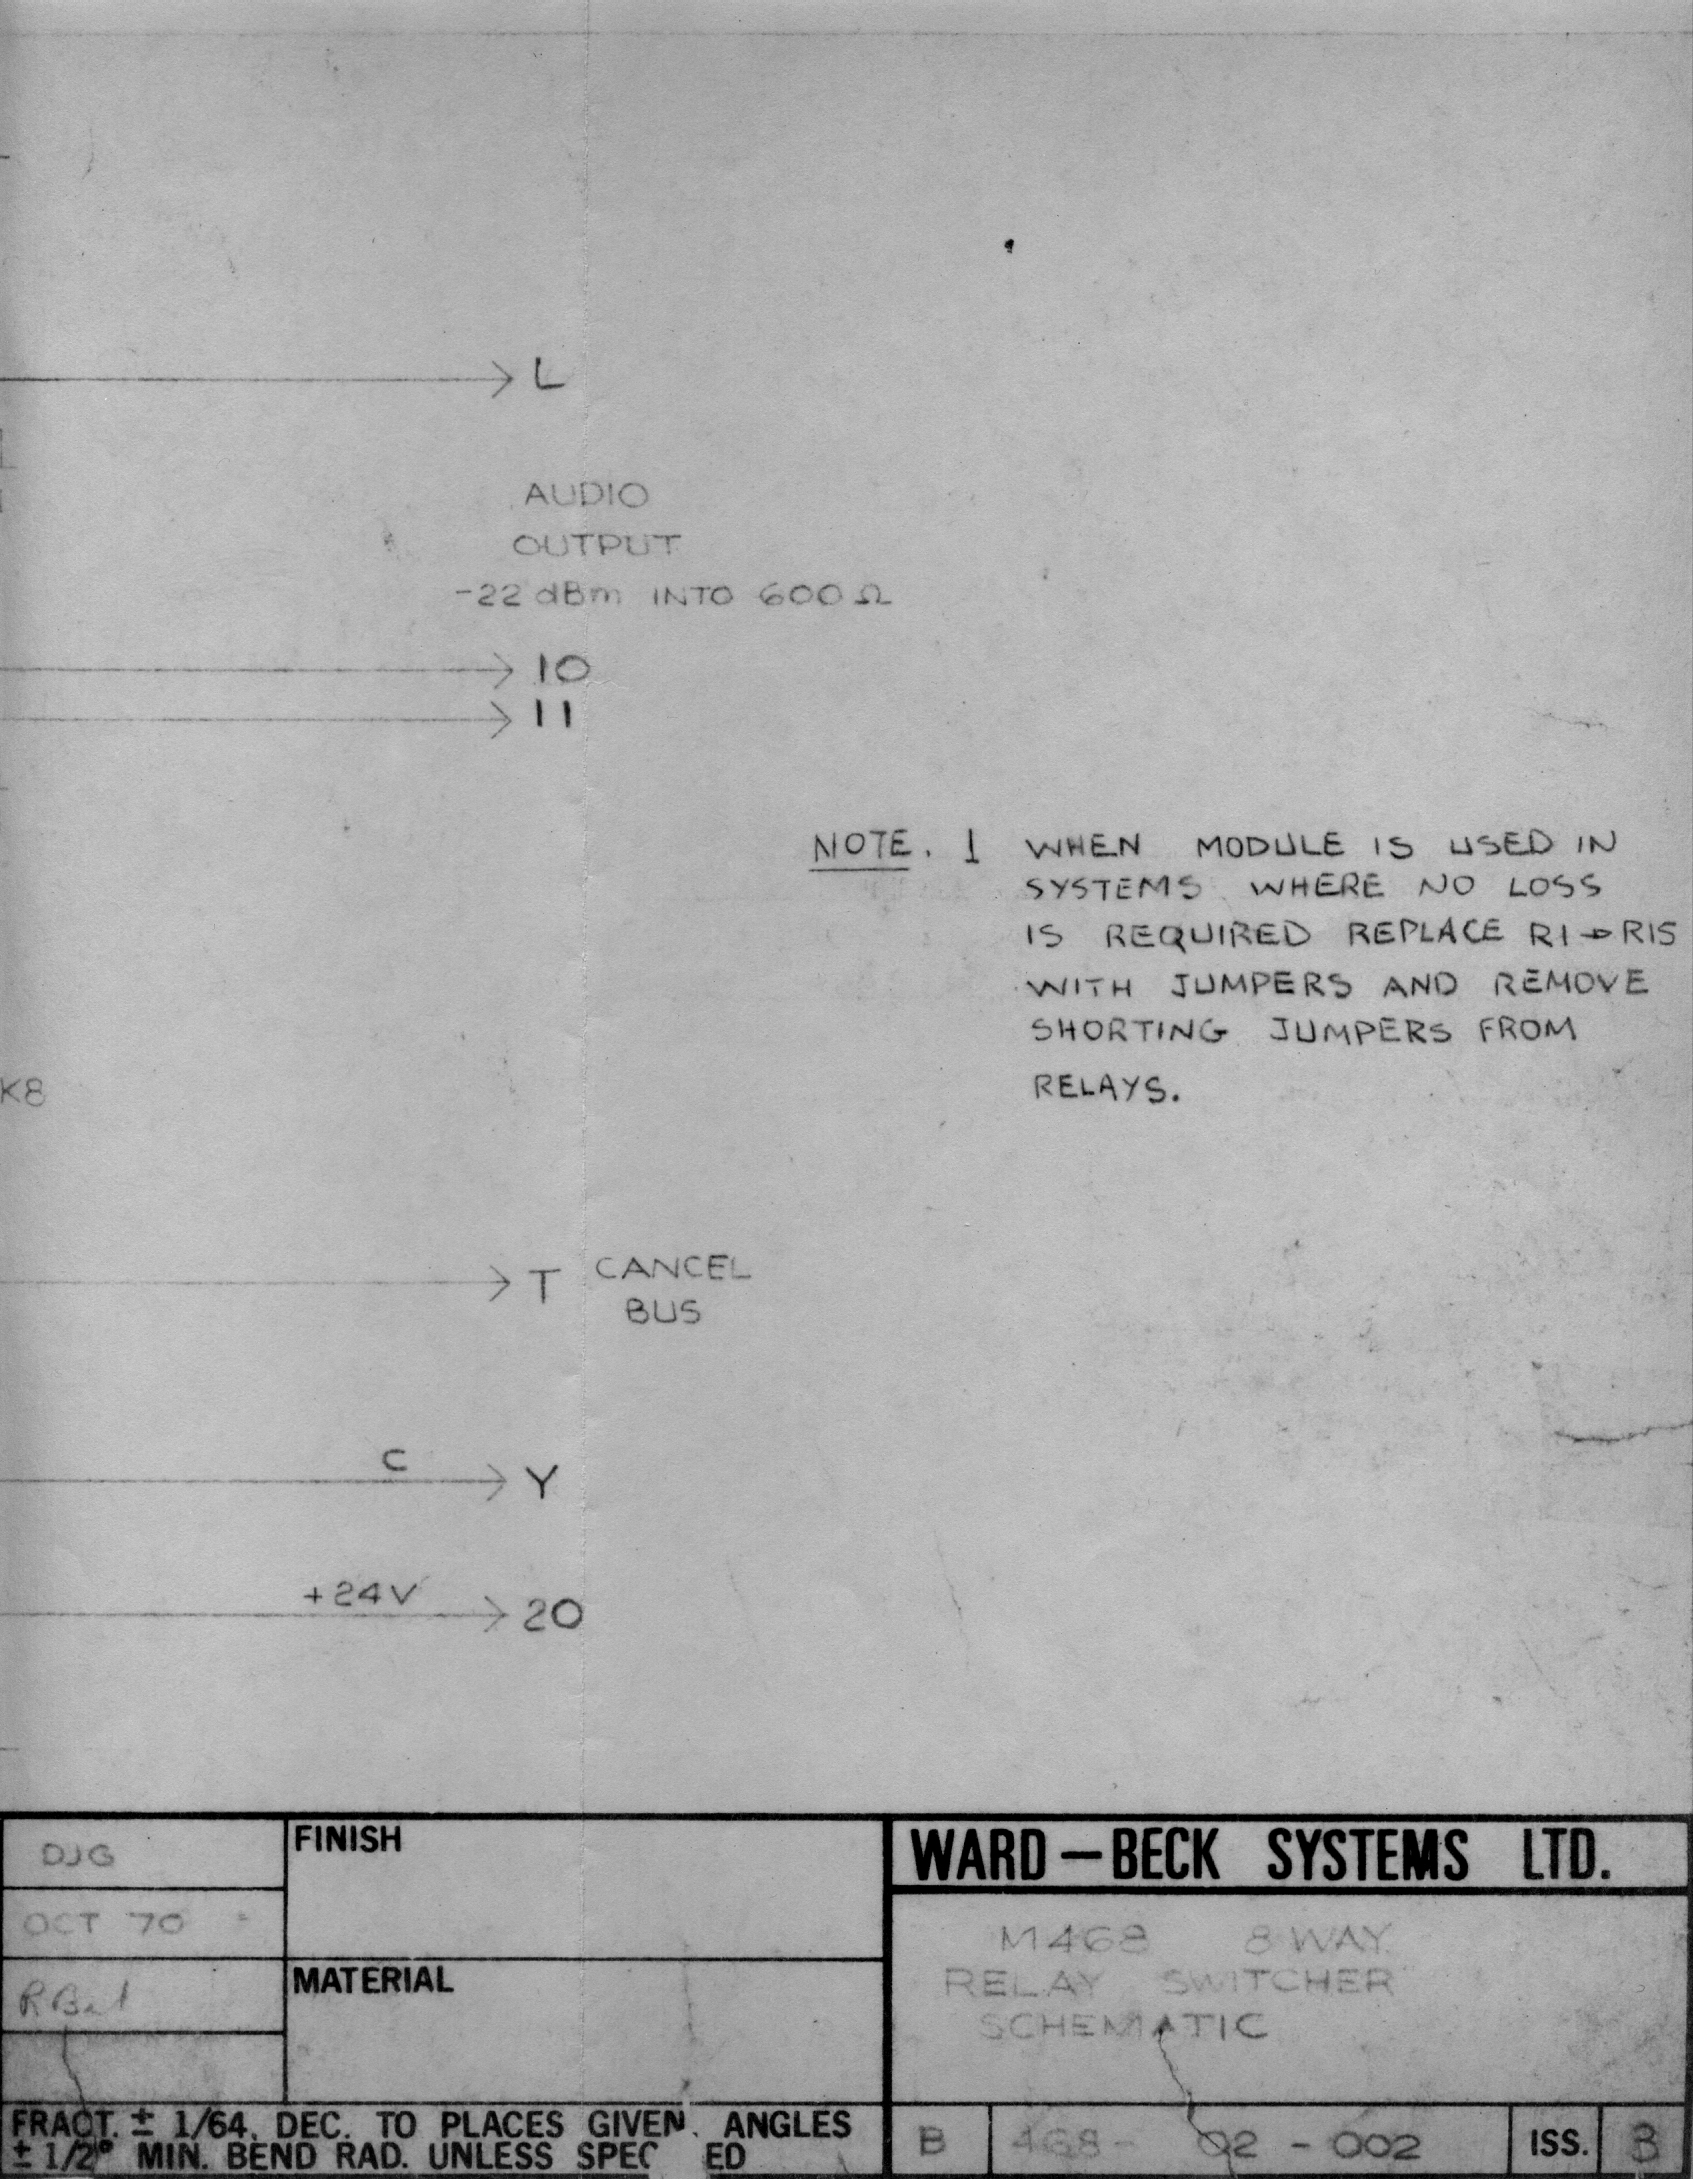 L
AUDIO
OUTPUT
-22 dBm INTO 600 Ω
10
11
NOTE. 1 WHEN MODULE IS USED IN
SYSTEMS WHERE NO LOSS
IS REQUIRED REPLACE R1→R15
WITH JUMPERS AND REMOVE
SHORTING JUMPERS FROM
RELAYS.
K8
T CANCEL
BUS
C
Y
+24V
20
DJG
OCT 70
FINISH
MATERIAL
FRACT. ± 1/64. DEC. TO PLACES GIVEN. ANGLES
± 1/2° MIN. BEND RAD. UNLESS
WARD-BECK SYSTEMS LTD.
M468 8 WAY
RELAY SWITCHER
SCHEMATIC
B 468- 02 - 002 ISS. 3